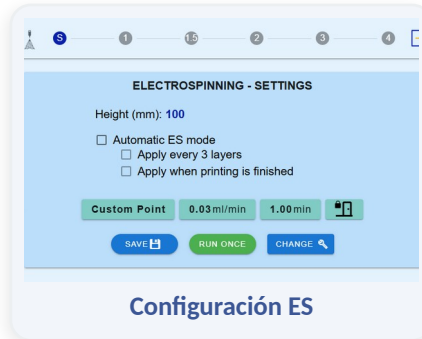 S 1 1.5 2 3 4
ELECTROSPINNING - SETTINGS
Height (mm): 100
Automatic ES mode
Apply every 3 layers
Apply when printing is finished
Custom Point 0.03ml/min 1.00min
SAVE RUN ONCE CHANGE
Configuración ES